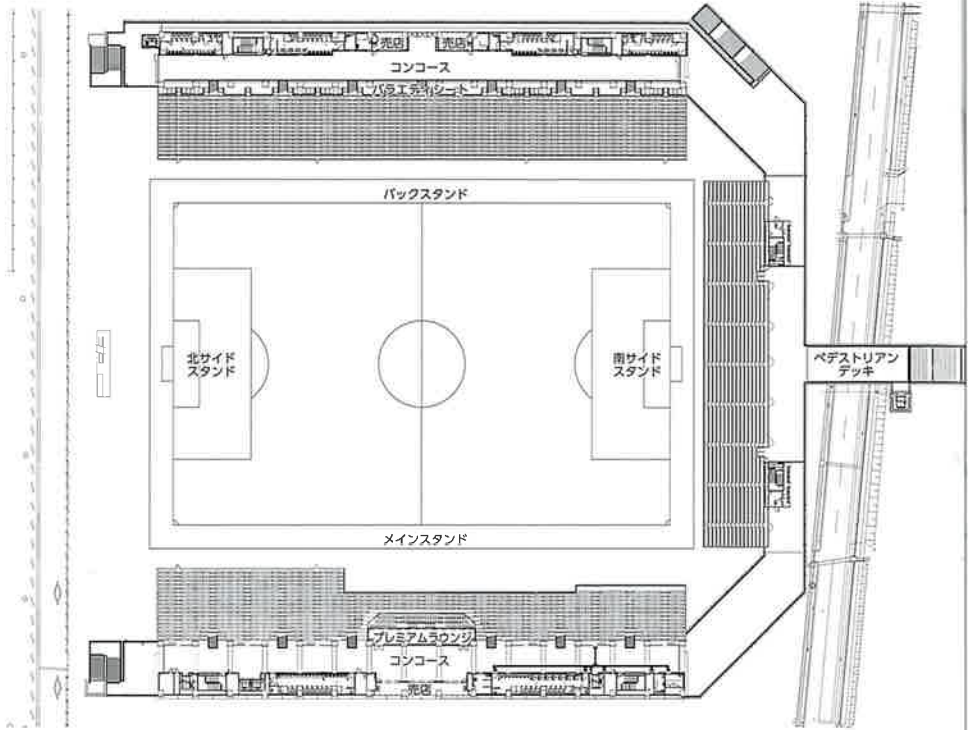 売店
売店
コンコース
バラエティシート
バックスタンド
北サイド
スタンド
南サイド
スタンド
ペデストリアン
デッキ
メインスタンド
プレミアムラウンジ
コンコース
売店